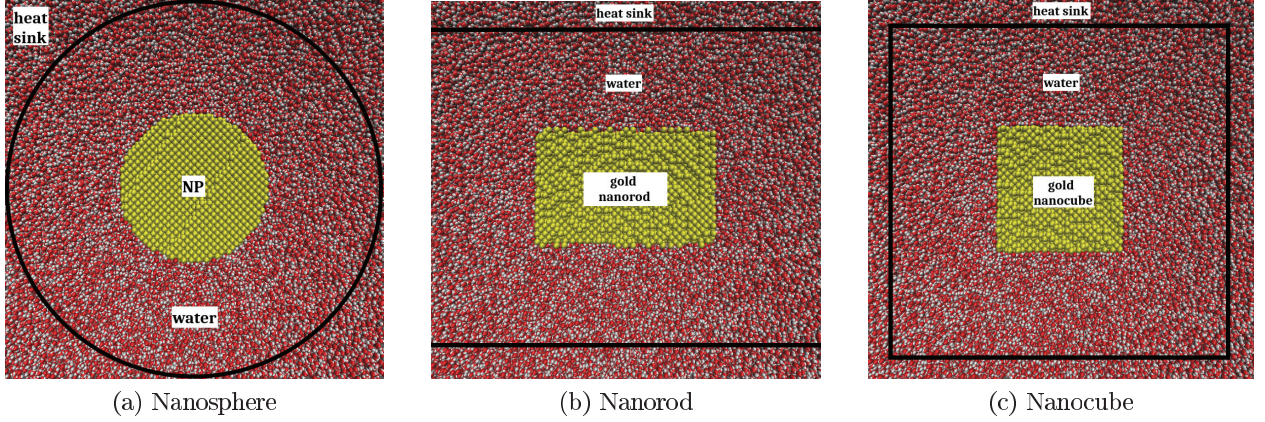 heat
sink
NP
water
(a) Nanosphere
heat sink
water
gold
nanorod
(b) Nanorod
heat sink
water
gold
nanocube
(c) Nanocube